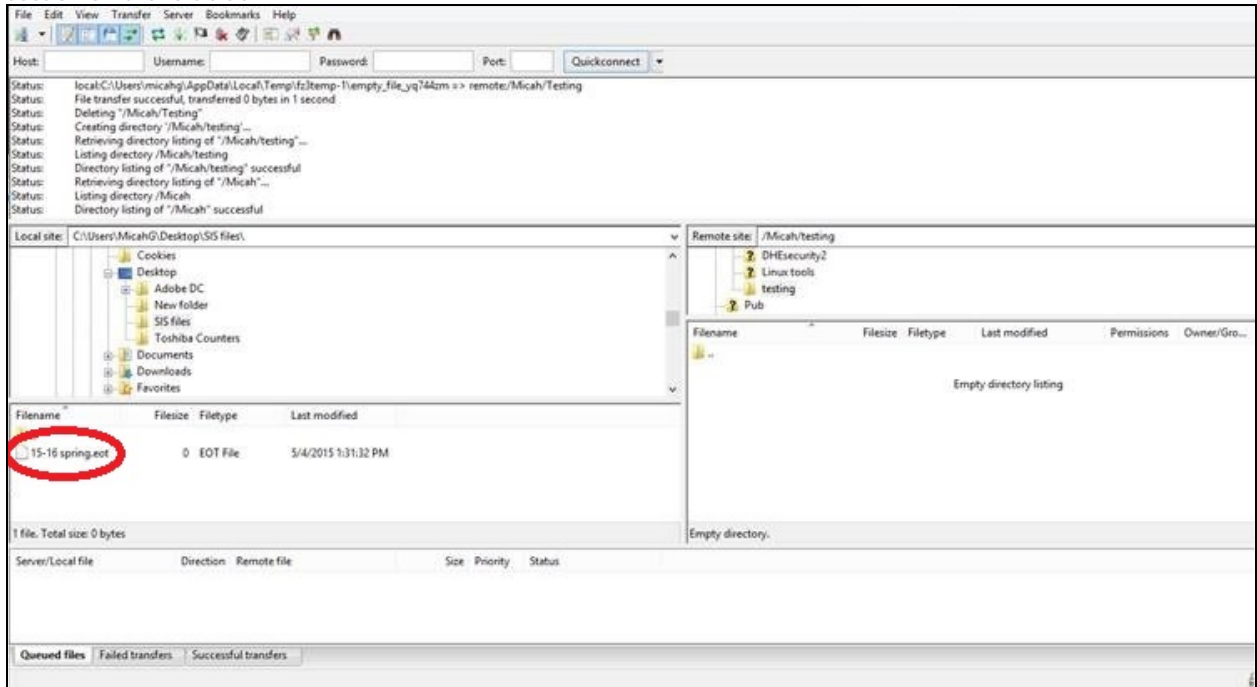 File Edit View Transfer Server Bookmarks Help
Host: Username: Password: Port: Quickconnect
Status: local:C:\Users\micahg\AppData\Local\Temp\fz3temp-1\empty_file_yq744zm => remote:/Micah/Testing
Status: File transfer successful, transferred 0 bytes in 1 second
Status: Deleting "/Micah/Testing"
Status: Creating directory '/Micah/testing'...
Status: Retrieving directory listing of "/Micah/testing"...
Status: Listing directory /Micah/testing
Status: Directory listing of "/Micah/testing" successful
Status: Retrieving directory listing of "/Micah"...
Status: Listing directory /Micah
Status: Directory listing of "/Micah" successful
Local site: C:\Users\MicahG\Desktop\SIS files\.
Cookies
Desktop
Adobe DC
New folder
SIS files
Toshiba Counters
Documents
Downloads
Favorites
Filename Filesize Filetype Last modified
15-16 spring.eot 0 EOT File 5/4/2015 1:31:32 PM
1 file. Total size: 0 bytes
Remote site: /Micah/testing
? DHEsecurity2
? Linux tools
testing
? Pub
Filename Filesize Filetype Last modified Permissions Owner/Gro...
..
Empty directory listing
Empty directory.
Server/Local file Direction Remote file Size Priority Status
Queued files Failed transfers Successful transfers